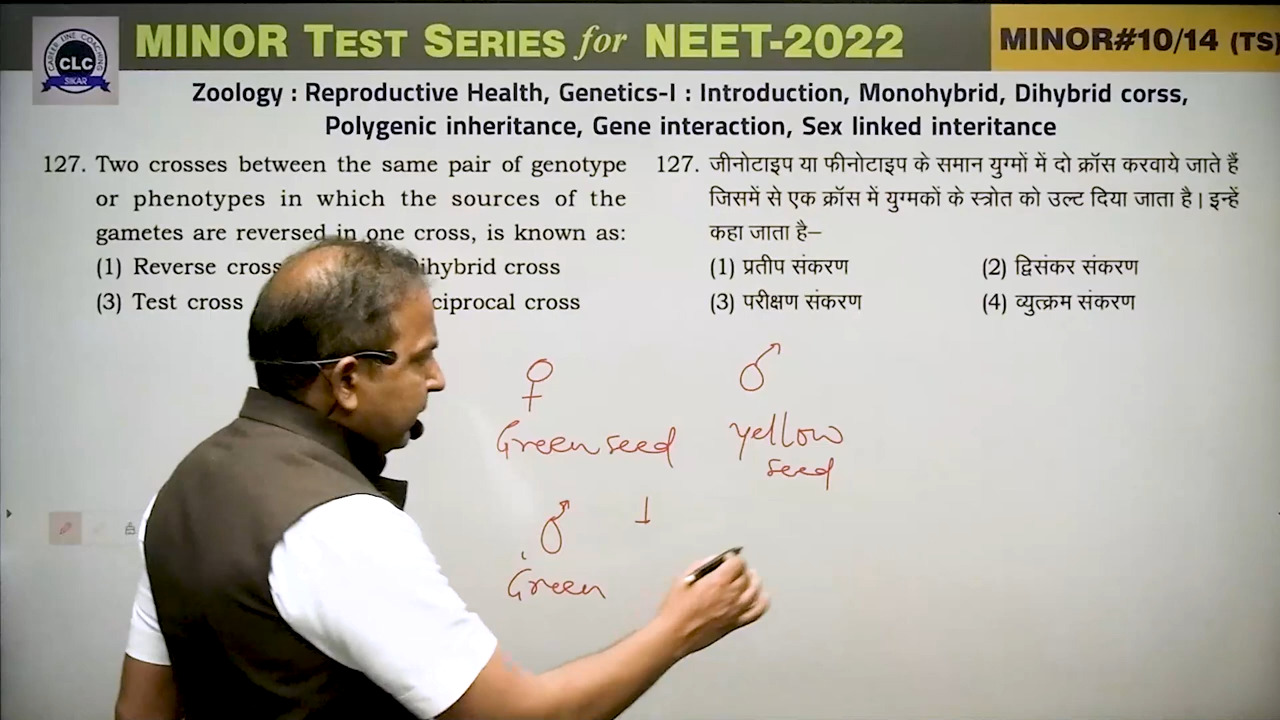 CAREER LINE COACHING
CLC
SIKAR
MINOR TEST SERIES for NEET-2022
MINOR#10/14 (TS)
Zoology : Reproductive Health, Genetics-I : Introduction, Monohybrid, Dihybrid corss,
Polygenic inheritance, Gene interaction, Sex linked interitance
127. Two crosses between the same pair of genotype
or phenotypes in which the sources of the
gametes are reversed in one cross, is known as:
(1) Reverse cross ihybrid cross
(3) Test cross ciprocal cross
127. जीनोटाइप या फीनोटाइप के समान युग्मों में दो क्रॉस करवाये जाते हैं
जिसमें से एक क्रॉस में युग्मकों के स्त्रोत को उल्ट दिया जाता है। इन्हें
कहा जाता है–
(1) प्रतीप संकरण (2) द्विसंकर संकरण
(3) परीक्षण संकरण (4) व्युत्क्रम संकरण
♀ ♂
Green seed yellow
seed
♂
Green